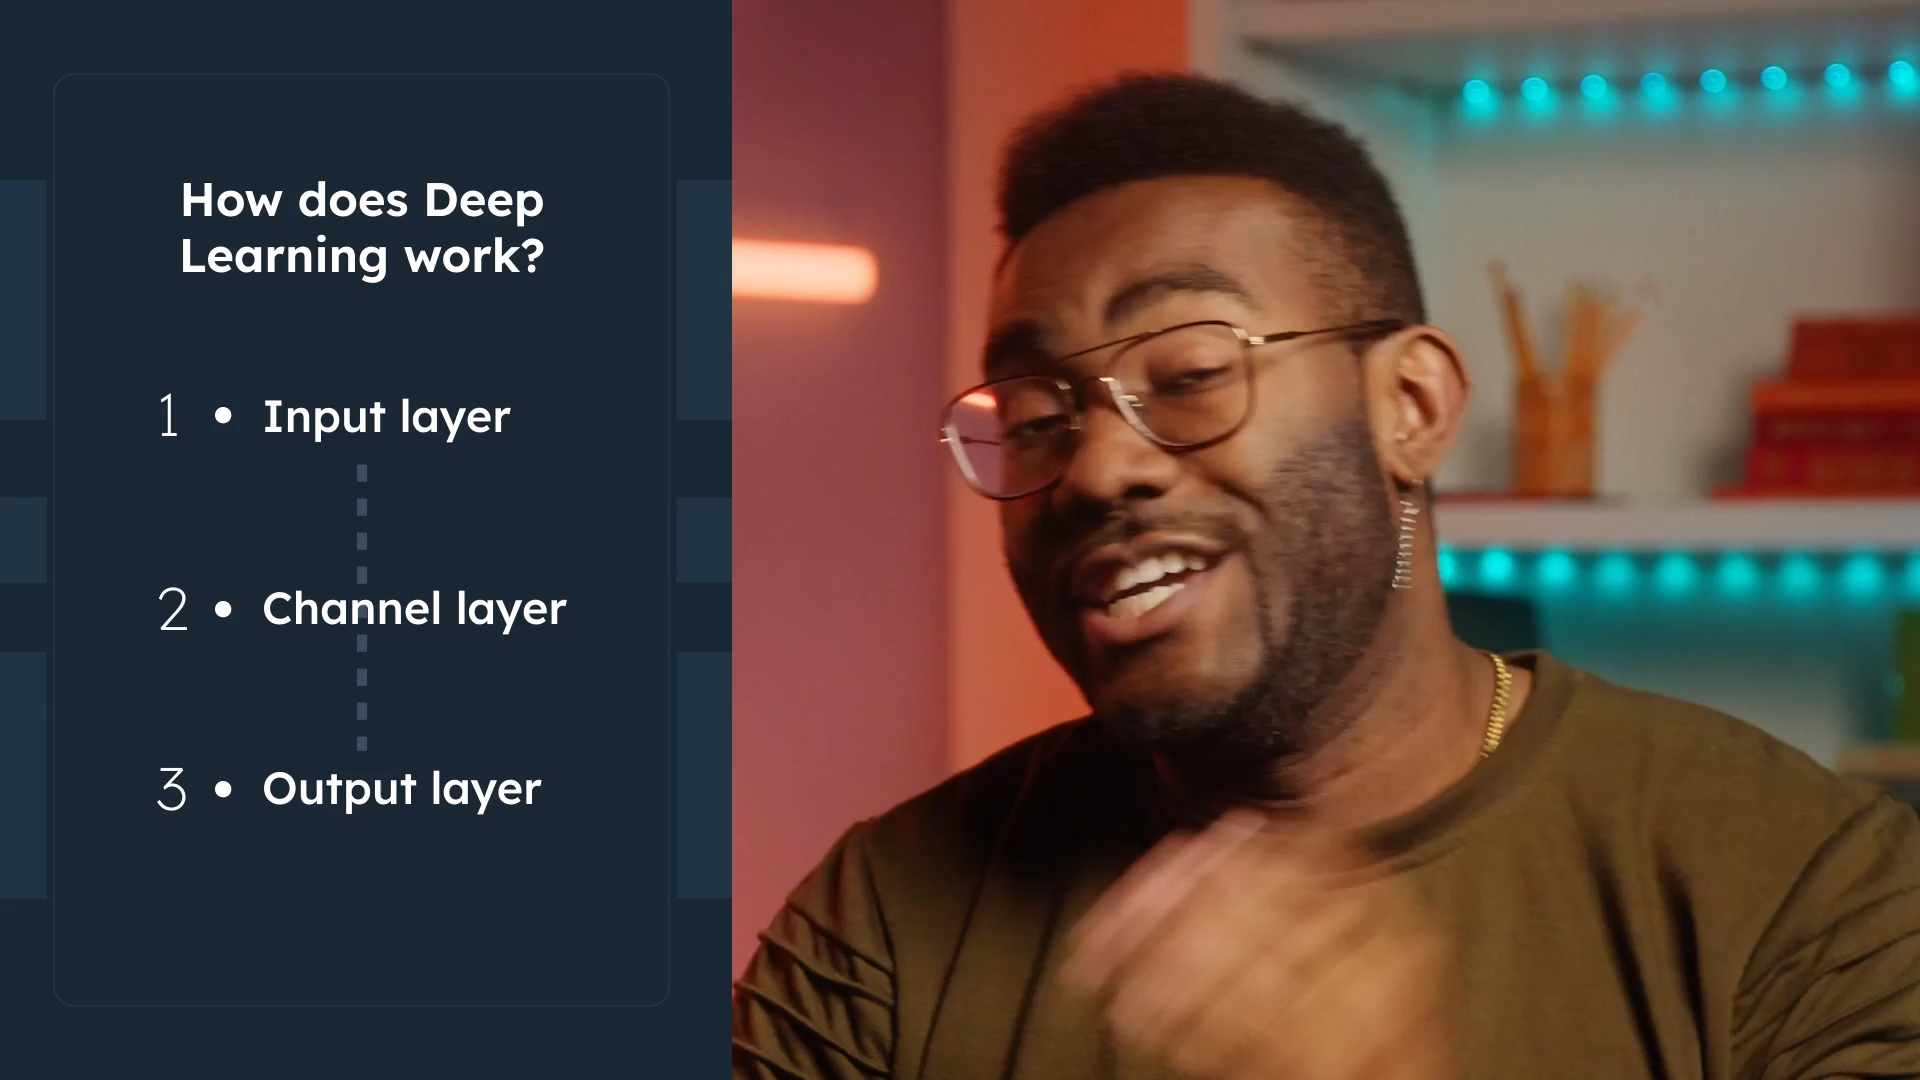 How does Deep
Learning work?
1 • Input layer
2 • Channel layer
3 • Output layer